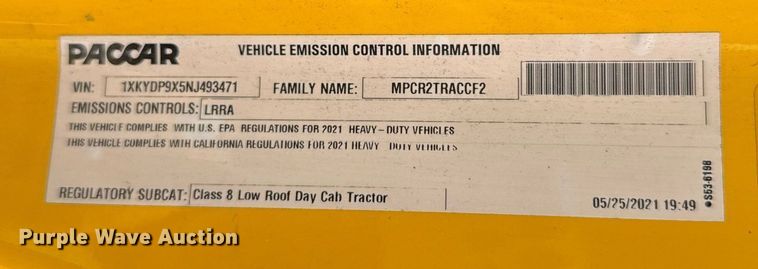 PACCAR VEHICLE EMISSION CONTROL INFORMATION
VIN: 1XKYDP9X5NJ493471 FAMILY NAME: MPCR2TRACCF2
EMISSIONS CONTROLS: LRRA
THIS VEHICLE COMPLIES WITH U.S. EPA REGULATIONS FOR 2021 HEAVY-DUTY VEHICLES
THIS VEHICLE COMPLIES WITH CALIFORNIA REGULATIONS FOR 2021 HEAVY DUTY VEHICLES
REGULATORY SUBCAT: Class 8 Low Roof Day Cab Tractor
05/25/2021 19:49
S53-6198
Purple Wave Auction